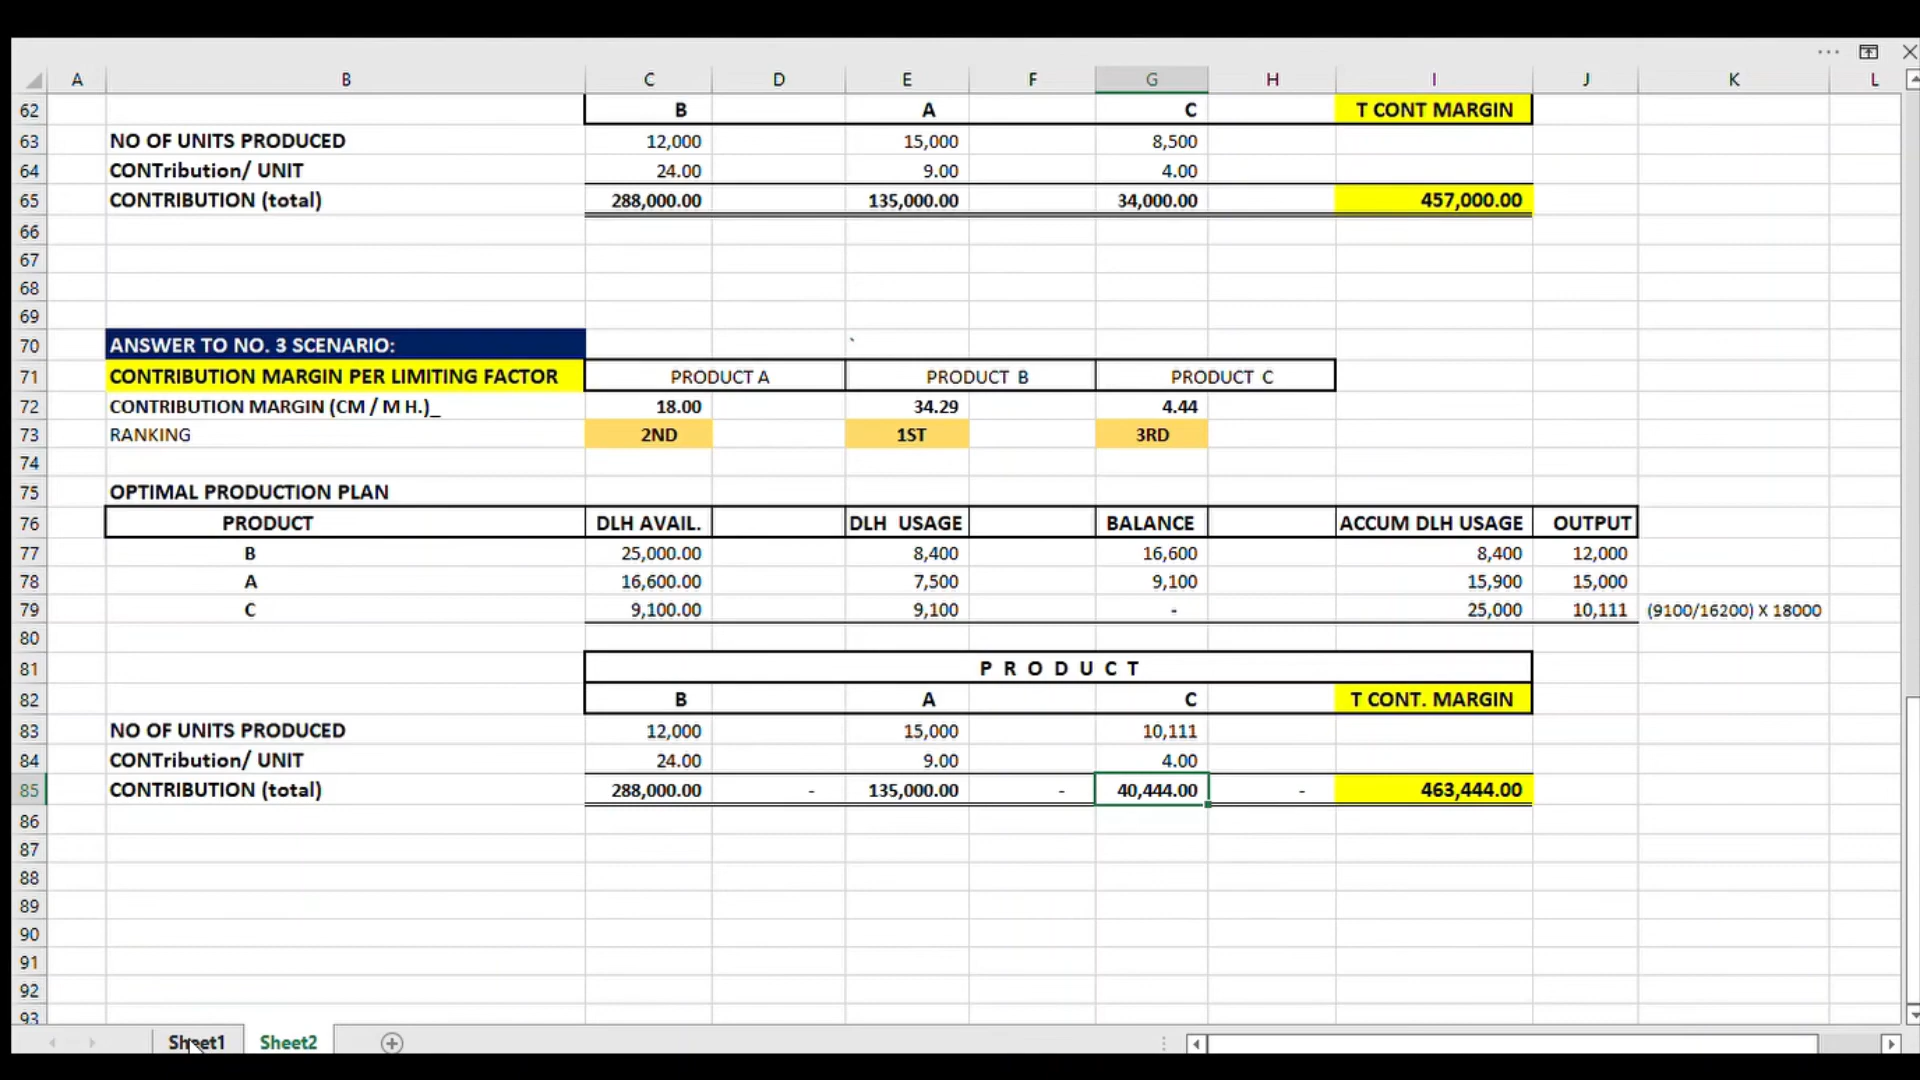 A B C D E F G H I J K L
62 B A C T CONT MARGIN
63 NO OF UNITS PRODUCED 12,000 15,000 8,500
64 CONTribution/ UNIT 24.00 9.00 4.00
65 CONTRIBUTION (total) 288,000.00 135,000.00 34,000.00 457,000.00
66
67
68
69
70 ANSWER TO NO. 3 SCENARIO: `
71 CONTRIBUTION MARGIN PER LIMITING FACTOR PRODUCT A PRODUCT B PRODUCT C
72 CONTRIBUTION MARGIN (CM / M H.)_ 18.00 34.29 4.44
73 RANKING 2ND 1ST 3RD
74
75 OPTIMAL PRODUCTION PLAN
76 PRODUCT DLH AVAIL. DLH USAGE BALANCE ACCUM DLH USAGE OUTPUT
77 B 25,000.00 8,400 16,600 8,400 12,000
78 A 16,600.00 7,500 9,100 15,900 15,000
79 C 9,100.00 9,100 - 25,000 10,111 (9100/16200) X 18000
80
81 P R O D U C T
82 B A C T CONT. MARGIN
83 NO OF UNITS PRODUCED 12,000 15,000 10,111
84 CONTribution/ UNIT 24.00 9.00 4.00
85 CONTRIBUTION (total) 288,000.00 - 135,000.00 - 40,444.00 - 463,444.00
86
87
88
89
90
91
92
93
Sheet1 Sheet2